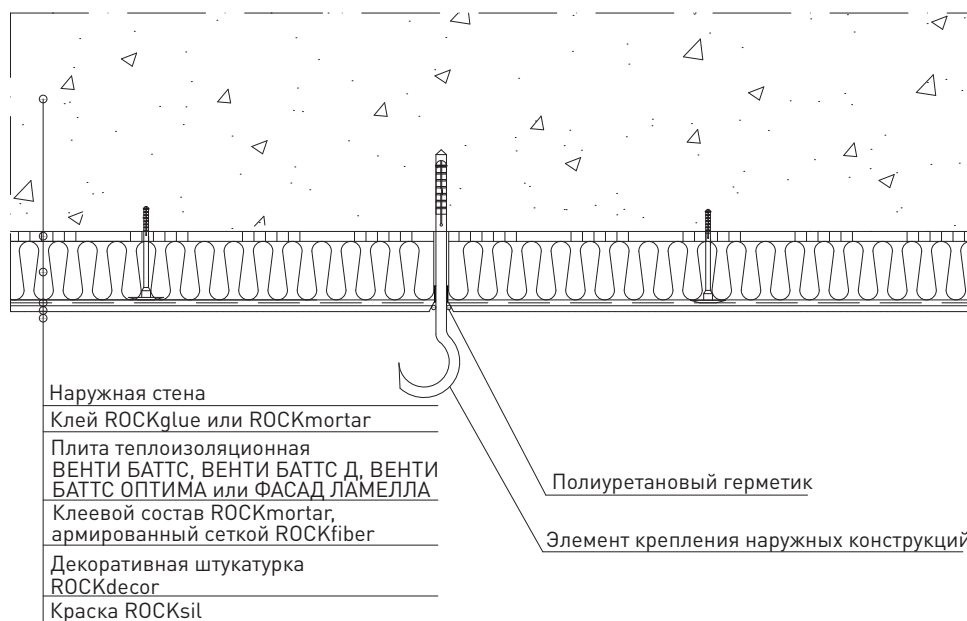 Наружная стена
Клей ROCKglue или ROCKmortar
Плита теплоизоляционная
ВЕНТИ БАТТС, ВЕНТИ БАТТС Д, ВЕНТИ
БАТТС ОПТИМА или ФАСАД ЛАМЕЛЛА
Клеевой состав ROCKmortar,
армированный сеткой ROCKfiber
Декоративная штукатурка
ROCKdecor
Краска ROCKsil
Полиуретановый герметик
Элемент крепления наружных конструкций